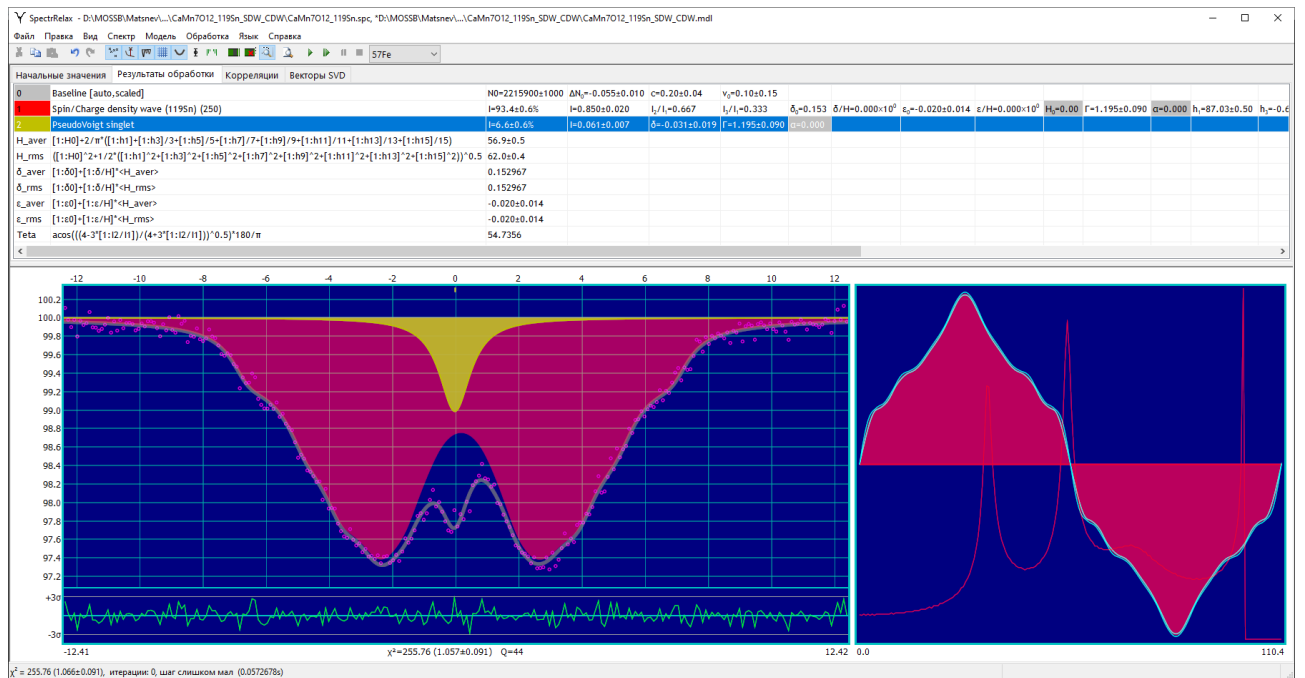 SpectrRelax - D:\MOSSB\Matsnev\...\CaMn7O12_119Sn_SDW_CDW\CaMn7O12_119Sn.spc, *D:\MOSSB\Matsnev\...\CaMn7O12_119Sn_SDW_CDW\CaMn7O12_119Sn_SDW_CDW.mdl
Файл Правка Вид Спектр Модель Обработка Язык Справка
57Fe
Начальные значения Результаты обработки Корреляции Векторы SVD
0 Baseline [auto,scaled] N0=2215900±1000 ΔN₀=-0.055±0.010 c=0.20±0.04 v₀=0.10±0.15
1 Spin/Charge density wave (119Sn) (250) I=93.4±0.6% I=0.850±0.020 I₂/I₁=0.667 I₃/I₁=0.333 δ₀=0.153 δ/H=0.000×10⁰ ε₀=-0.020±0.014 ε/H=0.000×10⁰ H₀=0.00 Γ=1.195±0.090 α=0.000 h₁=87.03±0.50 h₃=-0.6
2 PseudoVoigt singlet I=6.6±0.6% I=0.061±0.007 δ=-0.031±0.019 Γ=1.195±0.090 α=0.000
H_aver [1:H0]+2/π*([1:h1]+[1:h3]/3+[1:h5]/5+[1:h7]/7+[1:h9]/9+[1:h11]/11+[1:h13]/13+[1:h15]/15) 56.9±0.5
H_rms ([1:H0]^2+1/2*([1:h1]^2+[1:h3]^2+[1:h5]^2+[1:h7]^2+[1:h9]^2+[1:h11]^2+[1:h13]^2+[1:h15]^2))^0.5 62.0±0.4
δ_aver [1:δ0]+[1:δ/H]*<H_aver> 0.152967
δ_rms [1:δ0]+[1:δ/H]*<H_rms> 0.152967
ε_aver [1:ε0]+[1:ε/H]*<H_aver> -0.020±0.014
ε_rms [1:ε0]+[1:ε/H]*<H_rms> -0.020±0.014
Teta acos(((4-3*[1:I2/I1])/(4+3*[1:I2/I1]))^0.5)*180/π 54.7356
-12 -10 -8 -6 -4 -2 0 2 4 6 8 10 12
100.2
100.0
99.8
99.6
99.4
99.2
99.0
98.8
98.6
98.4
98.2
98.0
97.8
97.6
97.4
97.2
+3σ
-3σ
-12.41 χ²=255.76 (1.057±0.091) Q=44 12.42 0.0 110.4
χ² = 255.76 (1.066±0.091), итерации: 0, шаг слишком мал (0.0572678s)